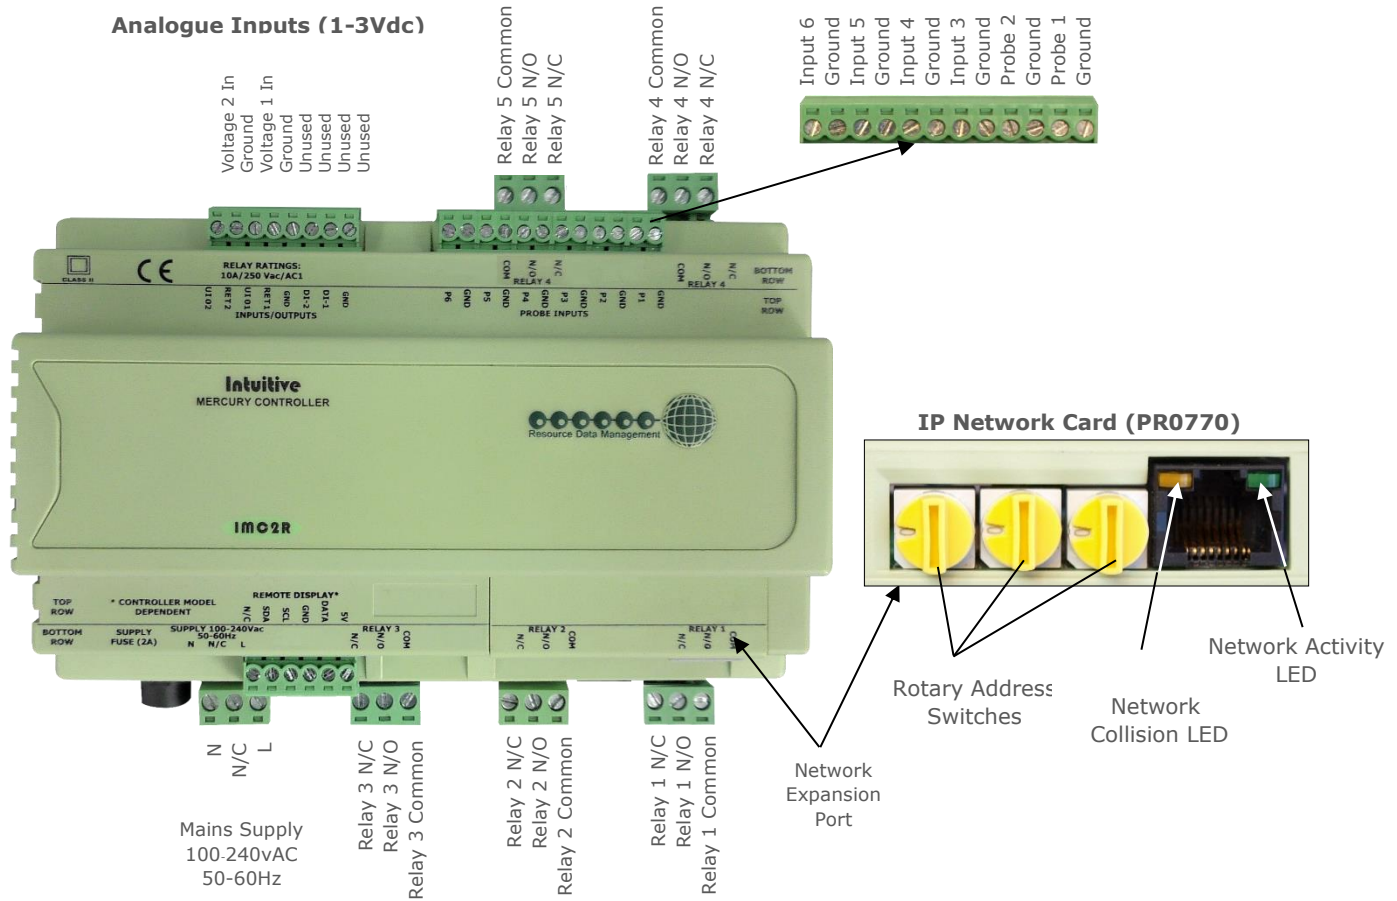 Analogue Inputs (1-3Vdc)
Voltage 2 In
Ground
Voltage 1 In
Ground
Unused
Unused
Unused
Unused
Relay 5 Common
Relay 5 N/O
Relay 5 N/C
Relay 4 Common
Relay 4 N/O
Relay 4 N/C
Input 6
Ground
Input 5
Ground
Input 4
Ground
Input 3
Ground
Probe 2
Ground
Probe 1
Ground
CLASS II
CE
RELAY RATINGS:
10A/250 Vac/AC1
COM
N/O
N/C
RELAY 4
COM
N/O
N/C
RELAY 4
BOTTOM
ROW
UI02
RET2
UI01
RET1
GND
DI-2
DI-1
GND
INPUTS/OUTPUTS
P6
GND
P5
GND
P4
GND
P3
GND
P2
GND
P1
GND
PROBE INPUTS
TOP
ROW
Intuitive
MERCURY CONTROLLER
Resource Data Management
IMC2R
IP Network Card (PR0770)
TOP
ROW
* CONTROLLER MODEL
DEPENDENT
REMOTE DISPLAY*
N/C
SDA
SCL
GND
DATA
5V
BOTTOM
ROW
SUPPLY
FUSE (2A)
SUPPLY 100-240Vac
50-60Hz
N N/C L
RELAY 3
N/C
N/O
COM
RELAY 2
N/C
N/O
COM
RELAY 1
N/C
N/O
COM
N
N/C
L
Mains Supply
100-240vAC
50-60Hz
Relay 3 N/C
Relay 3 N/O
Relay 3 Common
Relay 2 N/C
Relay 2 N/O
Relay 2 Common
Relay 1 N/C
Relay 1 N/O
Relay 1 Common
Network
Expansion
Port
Rotary Address
Switches
Network
Collision LED
Network Activity
LED